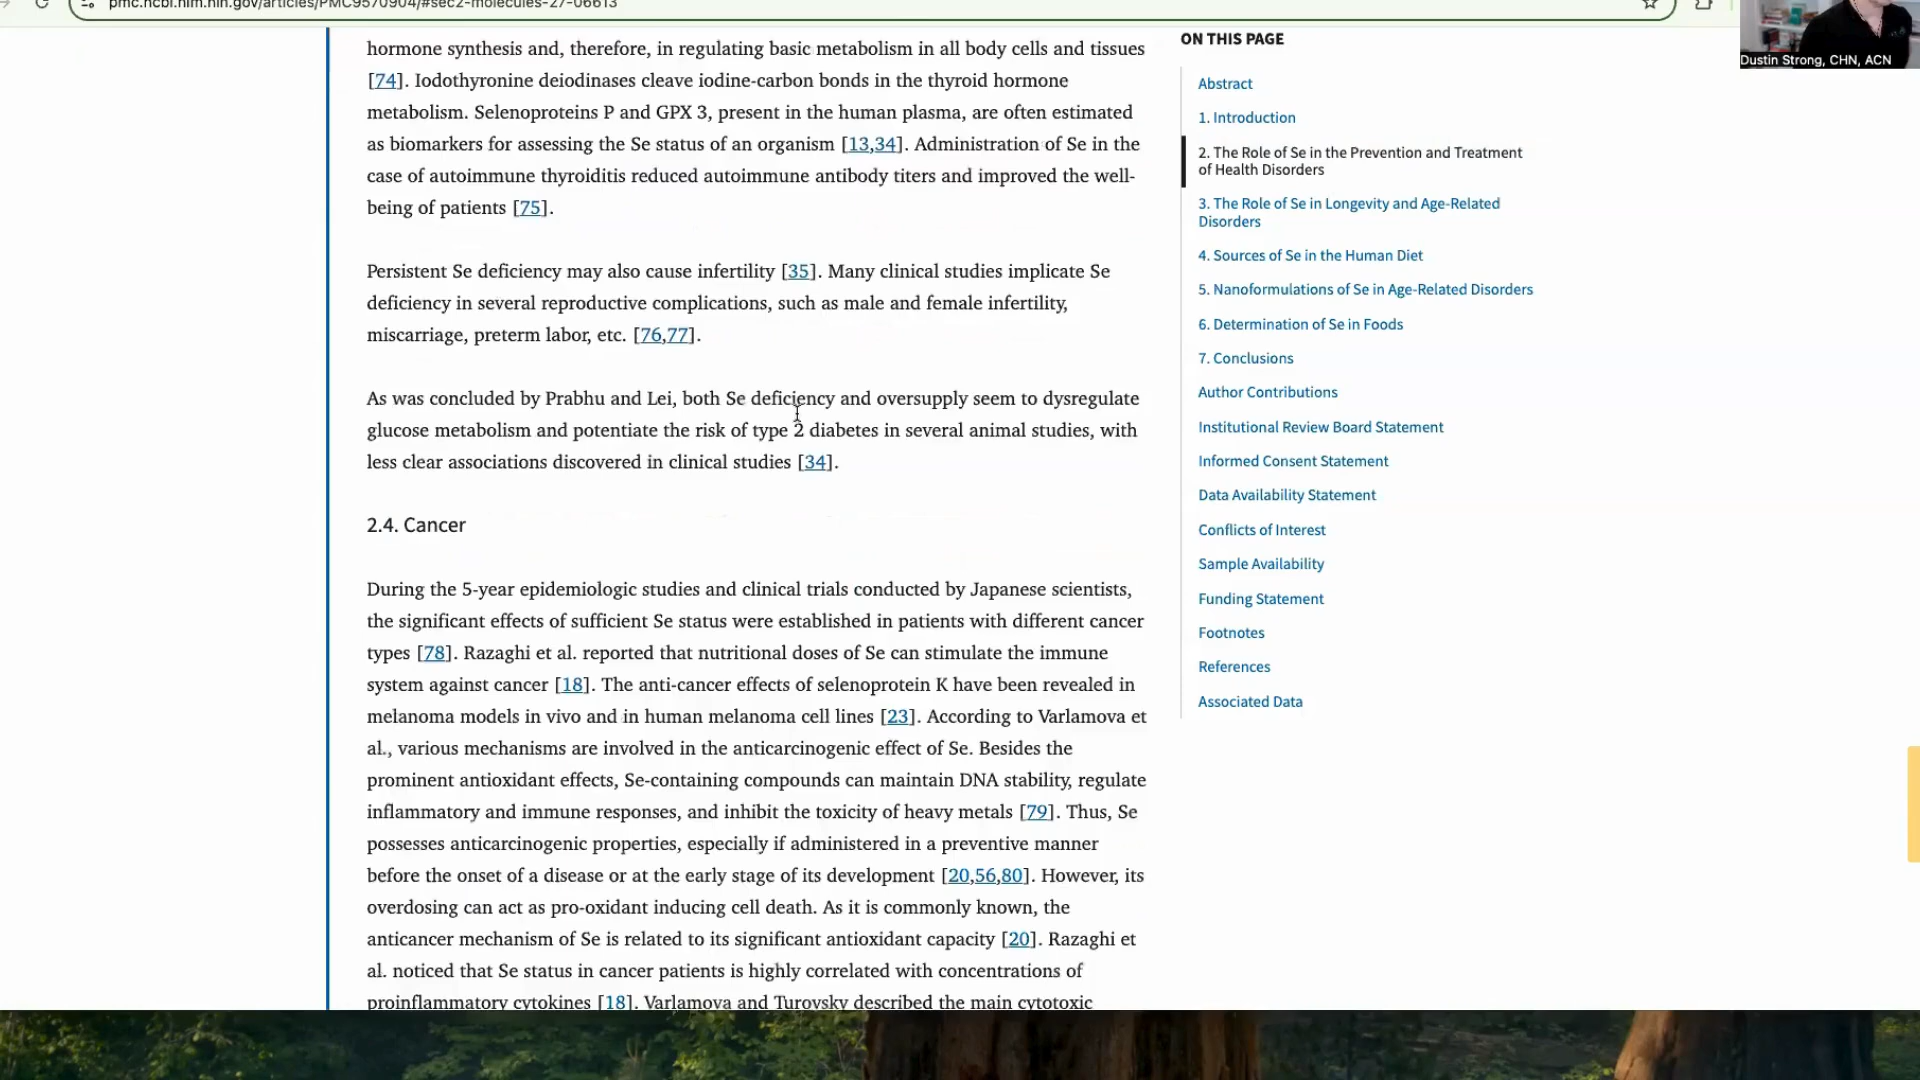 pmc.ncbi.nlm.nih.gov/articles/PMC9570904/#sec2-molecules-27-06613
Dustin Strong, CHN, ACN
hormone synthesis and, therefore, in regulating basic metabolism in all body cells and tissues
[74]. Iodothyronine deiodinases cleave iodine-carbon bonds in the thyroid hormone
metabolism. Selenoproteins P and GPX 3, present in the human plasma, are often estimated
as biomarkers for assessing the Se status of an organism [13,34]. Administration of Se in the
case of autoimmune thyroiditis reduced autoimmune antibody titers and improved the well-
being of patients [75].
Persistent Se deficiency may also cause infertility [35]. Many clinical studies implicate Se
deficiency in several reproductive complications, such as male and female infertility,
miscarriage, preterm labor, etc. [76,77].
As was concluded by Prabhu and Lei, both Se deficiency and oversupply seem to dysregulate
glucose metabolism and potentiate the risk of type 2 diabetes in several animal studies, with
less clear associations discovered in clinical studies [34].
2.4. Cancer
During the 5-year epidemiologic studies and clinical trials conducted by Japanese scientists,
the significant effects of sufficient Se status were established in patients with different cancer
types [78]. Razaghi et al. reported that nutritional doses of Se can stimulate the immune
system against cancer [18]. The anti-cancer effects of selenoprotein K have been revealed in
melanoma models in vivo and in human melanoma cell lines [23]. According to Varlamova et
al., various mechanisms are involved in the anticarcinogenic effect of Se. Besides the
prominent antioxidant effects, Se-containing compounds can maintain DNA stability, regulate
inflammatory and immune responses, and inhibit the toxicity of heavy metals [79]. Thus, Se
possesses anticarcinogenic properties, especially if administered in a preventive manner
before the onset of a disease or at the early stage of its development [20,56,80]. However, its
overdosing can act as pro-oxidant inducing cell death. As it is commonly known, the
anticancer mechanism of Se is related to its significant antioxidant capacity [20]. Razaghi et
al. noticed that Se status in cancer patients is highly correlated with concentrations of
proinflammatory cytokines [18]. Varlamova and Turovsky described the main cytotoxic
ON THIS PAGE
Abstract
1. Introduction
2. The Role of Se in the Prevention and Treatment
of Health Disorders
3. The Role of Se in Longevity and Age-Related
Disorders
4. Sources of Se in the Human Diet
5. Nanoformulations of Se in Age-Related Disorders
6. Determination of Se in Foods
7. Conclusions
Author Contributions
Institutional Review Board Statement
Informed Consent Statement
Data Availability Statement
Conflicts of Interest
Sample Availability
Funding Statement
Footnotes
References
Associated Data